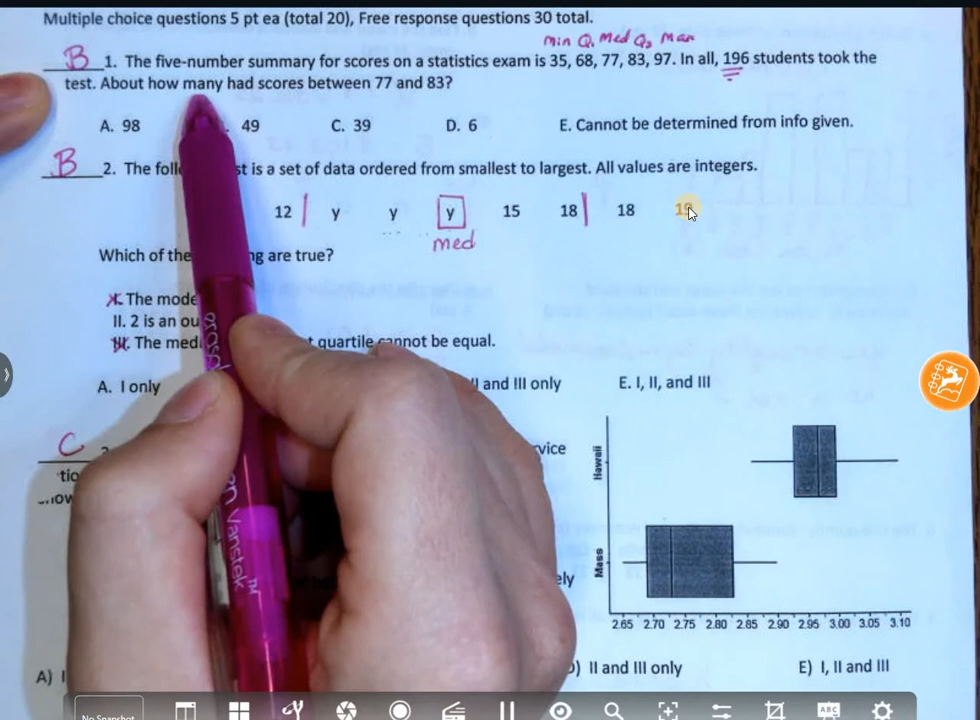 Multiple choice questions 5 pt ea (total 20), Free response questions 30 total.
min Q1 med Q3 max
B 1. The five-number summary for scores on a statistics exam is 35, 68, 77, 83, 97. In all, 196 students took the
test. About how many had scores between 77 and 83?
A. 98 49 C. 39 D. 6 E. Cannot be determined from info given.
B 2. The is a set of data ordered from smallest to largest. All values are integers.
12 y y y 15 18 18
med
Which of the are true?
I. The mode
II. 2 is an
III. The quartile cannot be equal.
A. I only II and III only E. I, II, and III
C
Hawaii
Mass
2.65 2.70 2.75 2.80 2.85 2.90 2.95 3.00 3.05 3.10
A) D) II and III only E) I, II and III
No Snapshot
ABC